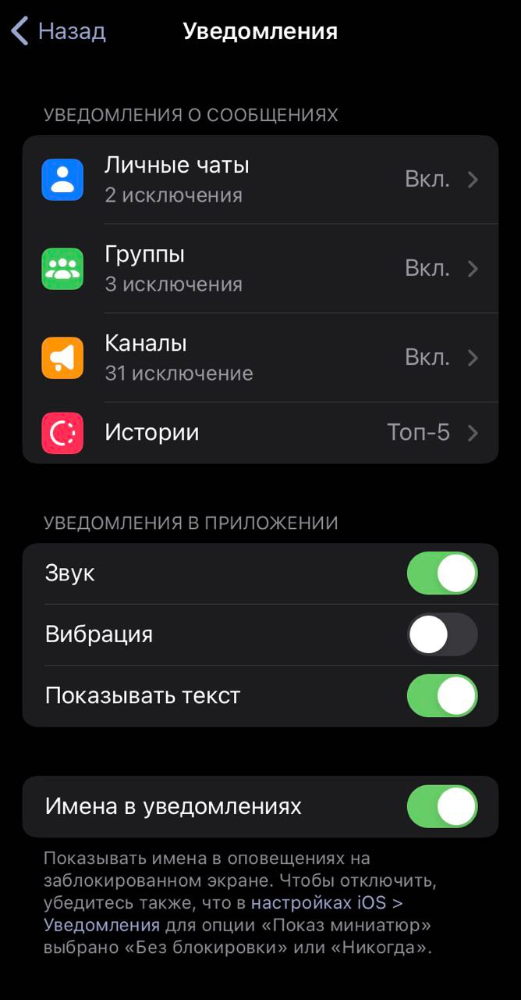 Назад
Уведомления
УВЕДОМЛЕНИЯ О СООБЩЕНИЯХ
Личные чаты
2 исключения
Вкл.
Группы
3 исключения
Вкл.
Каналы
31 исключение
Вкл.
Истории
Топ-5
УВЕДОМЛЕНИЯ В ПРИЛОЖЕНИИ
Звук
Вибрация
Показывать текст
Имена в уведомлениях
Показывать имена в оповещениях на
заблокированном экране. Чтобы отключить,
убедитесь также, что в настройках iOS >
Уведомления для опции «Показ миниатюр»
выбрано «Без блокировки» или «Никогда».